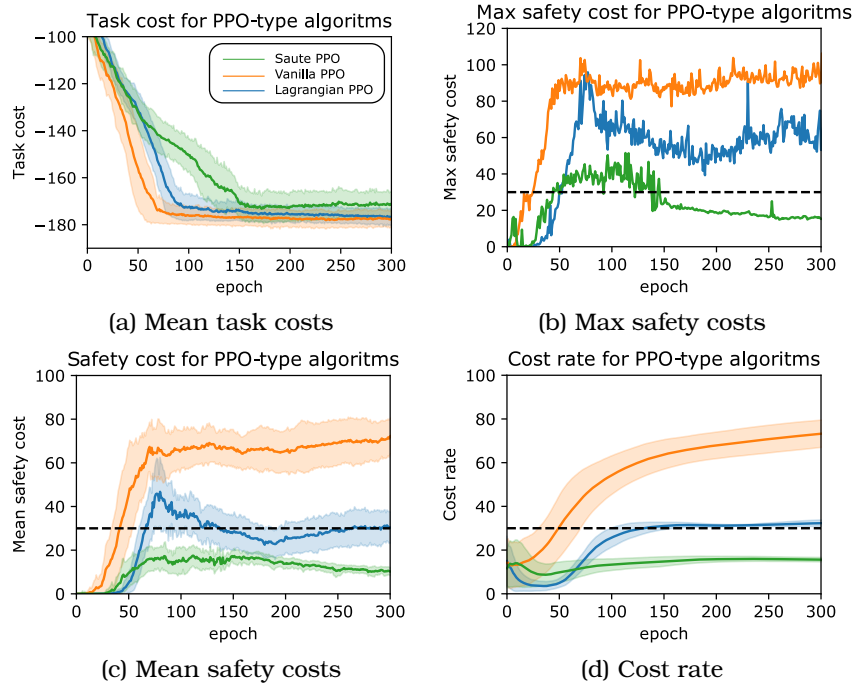 Task cost for PPO-type algoritms
−100
−120
−140
−160
−180
Task cost
Saute PPO
Vanilla PPO
Lagrangian PPO
0 50 100 150 200 250 300
epoch
(a) Mean task costs
Max safety cost for PPO-type algoritms
120
100
80
60
40
20
0
Max safety cost
0 50 100 150 200 250 300
epoch
(b) Max safety costs
Safety cost for PPO-type algoritms
100
80
60
40
20
0
Mean safety cost
0 50 100 150 200 250 300
epoch
(c) Mean safety costs
Cost rate for PPO-type algoritms
100
80
60
40
20
0
Cost rate
0 50 100 150 200 250 300
epoch
(d) Cost rate